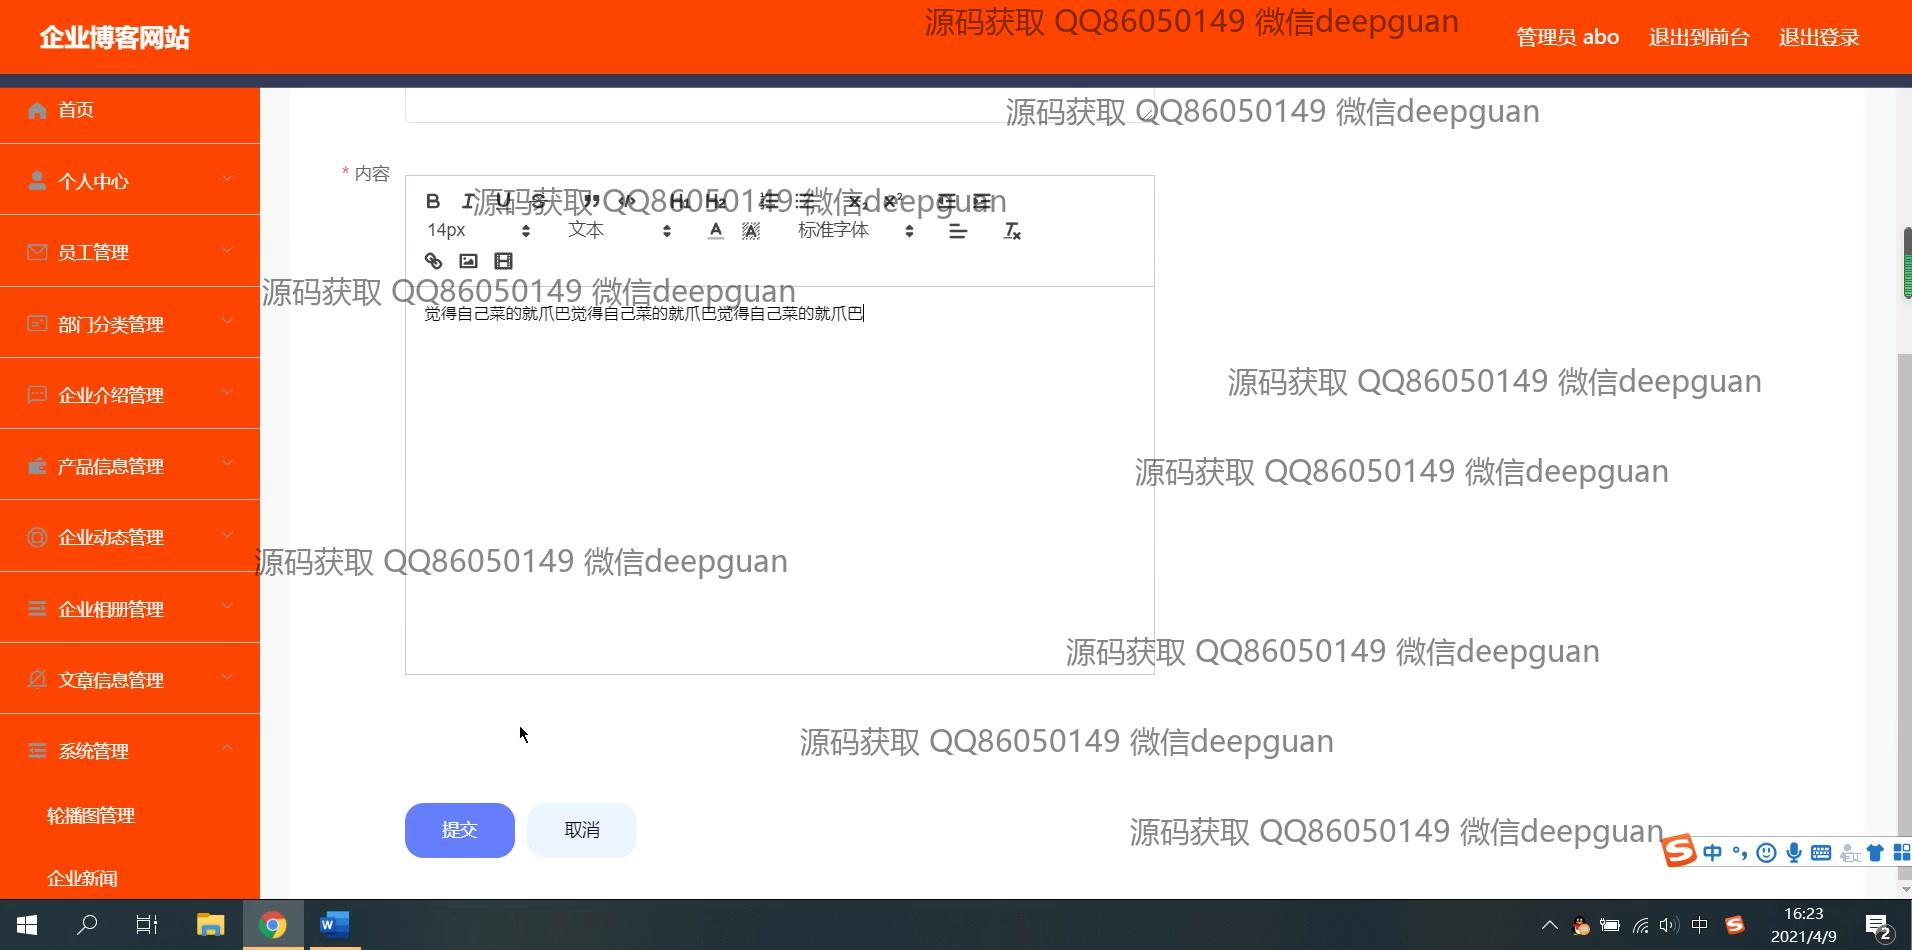 企业博客网站
源码获取 QQ86050149 微信deepguan
管理员 abo
退出到前台
退出登录
首页
源码获取 QQ86050149 微信deepguan
* 内容
个人中心
B I U S H1 H2 X₂ X²
源码获取 QQ86050149 微信deepguan
14px
文本
A
A
标准字体
员工管理
源码获取 QQ86050149 微信deepguan
觉得自己菜的就爪巴觉得自己菜的就爪巴觉得自己菜的就爪巴
部门分类管理
源码获取 QQ86050149 微信deepguan
企业介绍管理
产品信息管理
源码获取 QQ86050149 微信deepguan
企业动态管理
源码获取 QQ86050149 微信deepguan
企业相册管理
源码获取 QQ86050149 微信deepguan
文章信息管理
源码获取 QQ86050149 微信deepguan
系统管理
轮播图管理
提交
取消
源码获取 QQ86050149 微信deepguan
中
企业新闻
中
16:23
2021/4/9
2